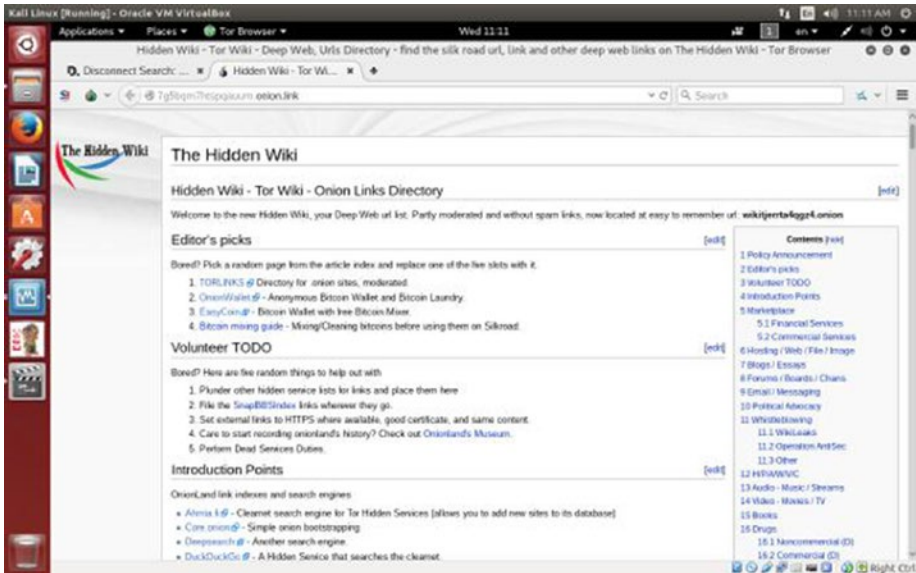 Kali Linux [Running] - Oracle VM VirtualBox
En 11:11 AM
Applications Places Tor Browser Wed 11:11 1 en
Hidden Wiki - Tor Wiki - Deep Web, Urls Directory - find the silk road url, link and other deep web links on The Hidden Wiki - Tor Browser
Disconnect Search: ... Hidden Wiki - Tor Wi...
onion.link Search
The Hidden Wiki
The Hidden Wiki
Hidden Wiki - Tor Wiki - Onion Links Directory [edit]
Welcome to the new Hidden Wiki, your Deep Web url list. Partly moderated and without spam links, now located at easy to remember url: wikitjerrta4qgz4.onion
Editor's picks [edit]
Bored? Pick a random page from the article index and replace one of the five slots with it.
1. TORLINKS Directory for .onion sites, moderated.
2. OnionWallet - Anonymous Bitcoin Wallet and Bitcoin Laundry.
3. EasyCoin - Bitcoin Wallet with free Bitcoin Mixer.
4. Bitcoin mixing guide - Mixing/Cleaning bitcoins before using them on Silkroad.
Volunteer TODO [edit]
Bored? Here are five random things to help out with
1. Plunder other hidden service lists for links and place them here
2. File the SnapBBSIndex links wherever they go.
3. Set external links to HTTPS where available, good certificate, and same content.
4. Care to start recording onionland's history? Check out Onionland's Museum.
5. Perform Dead Services Duties.
Introduction Points [edit]
OnionLand link indexes and search engines
Ahmia.fi - Clearnet search engine for Tor Hidden Services (allows you to add new sites to its database)
Core.onion - Simple onion bootstrapping
Deepsearch - Another search engine.
DuckDuckGo - A Hidden Service that searches the clearnet.
Contents [hide]
1 Policy Announcement
2 Editor's picks
3 Volunteer TODO
4 Introduction Points
5 Marketplace
5.1 Financial Services
5.2 Commercial Services
6 Hosting / Web / File / Image
7 Blogs / Essays
8 Forums / Boards / Chans
9 Email / Messaging
10 Political Advocacy
11 Whistleblowing
11.1 WikiLeaks
11.2 Operation AntiSec
11.3 Other
12 H/P/A/W/V/C
13 Audio - Music / Streams
14 Video - Movies / TV
15 Books
16 Drugs
16.1 Noncommercial (D)
16.2 Commercial (D)
Right Ctrl